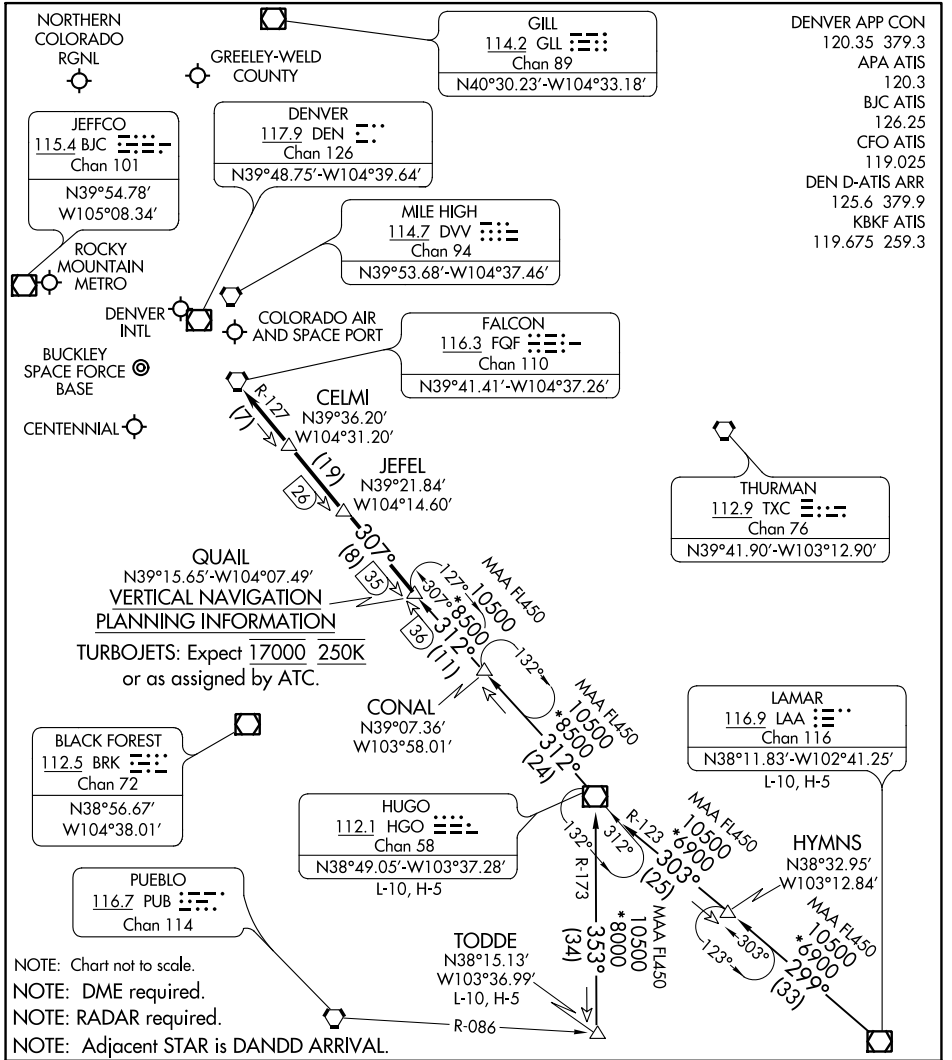 NORTHERN
COLORADO
RGNL
GREELEY-WELD
COUNTY
GILL
114.2 GLL
Chan 89
N40°30.23'-W104°33.18'
DENVER APP CON
120.35 379.3
APA ATIS
120.3
BJC ATIS
126.25
CFO ATIS
119.025
DEN D-ATIS ARR
125.6 379.9
KBKF ATIS
119.675 259.3
JEFFCO
115.4 BJC
Chan 101
N39°54.78'
W105°08.34'
DENVER
117.9 DEN
Chan 126
N39°48.75'-W104°39.64'
MILE HIGH
114.7 DVV
Chan 94
N39°53.68'-W104°37.46'
ROCKY
MOUNTAIN
METRO
DENVER
INTL
COLORADO AIR
AND SPACE PORT
BUCKLEY
SPACE FORCE
BASE
CENTENNIAL
FALCON
116.3 FQF
Chan 110
N39°41.41'-W104°37.26'
R-127
(7)
CELMI
N39°36.20'
W104°31.20'
(19)
26
JEFEL
N39°21.84'
W104°14.60'
THURMAN
112.9 TXC
Chan 76
N39°41.90'-W103°12.90'
307°
(8)
35
QUAIL
N39°15.65'-W104°07.49'
VERTICAL NAVIGATION
PLANNING INFORMATION
TURBOJETS: Expect 17000 250K
or as assigned by ATC.
127°
307°
MAA FL450
10500
*8500
312°
(11)
36
132°
CONAL
N39°07.36'
W103°58.01'
MAA FL450
10500
*8500
312°
(24)
LAMAR
116.9 LAA
Chan 116
N38°11.83'-W102°41.25'
L-10, H-5
BLACK FOREST
112.5 BRK
Chan 72
N38°56.67'
W104°38.01'
HUGO
112.1 HGO
Chan 58
N38°49.05'-W103°37.28'
L-10, H-5
132°
312°
R-123
MAA FL450
10500
*6900
303°
(25)
HYMNS
N38°32.95'
W103°12.84'
303°
123°
MAA FL450
10500
*6900
299°
(33)
PUEBLO
116.7 PUB
Chan 114
R-173
MAA FL450
10500
*8000
353°
(34)
TODDE
N38°15.13'
W103°36.99'
L-10, H-5
R-086
NOTE: Chart not to scale.
NOTE: DME required.
NOTE: RADAR required.
NOTE: Adjacent STAR is DANDD ARRIVAL.